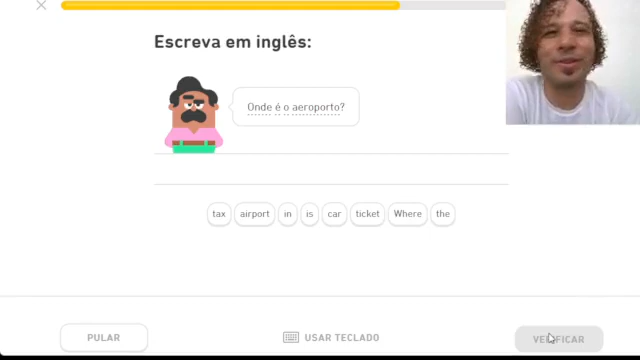 Escreva em inglês:
Onde é o aeroporto?
tax airport in is car ticket Where the
PULAR USAR TECLADO VERIFICAR